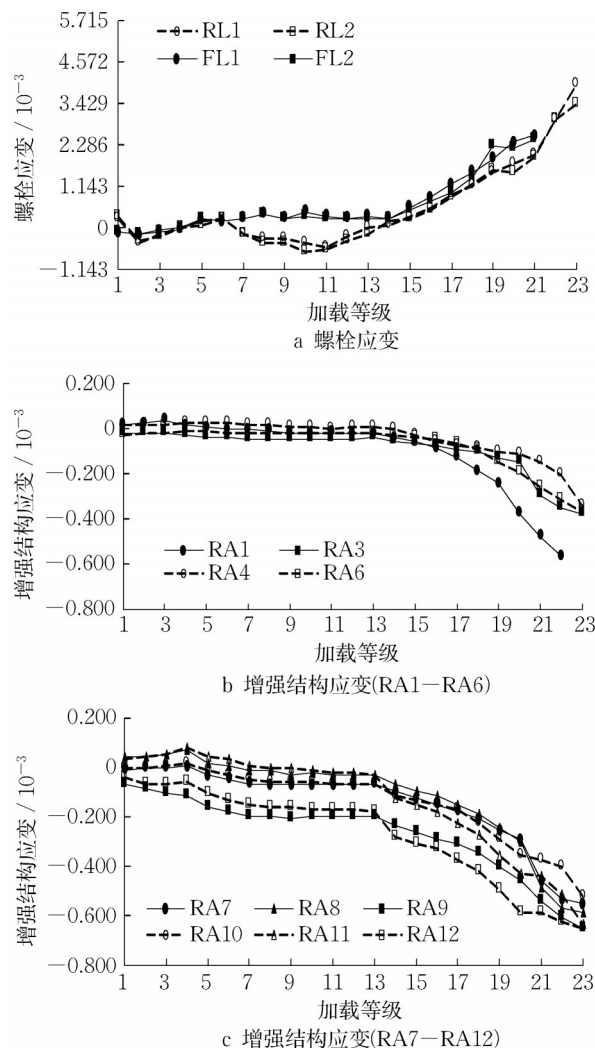 5.715
4.572
3.429
2.286
1.143
0
−1.143
螺栓应变 / 10⁻³
RL1 RL2
FL1 FL2
1 3 5 7 9 11 13 15 17 19 21 23
加载等级
a 螺栓应变
0.200
0
−0.200
−0.400
−0.600
−0.800
增强结构应变 / 10⁻³
RA1 RA3
RA4 RA6
1 3 5 7 9 11 13 15 17 19 21 23
加载等级
b 增强结构应变(RA1−RA6)
0.200
0
−0.200
−0.400
−0.600
−0.800
增强结构应变 / 10⁻³
RA7 RA8 RA9
RA10 RA11 RA12
1 3 5 7 9 11 13 15 17 19 21 23
加载等级
c 增强结构应变(RA7−RA12)